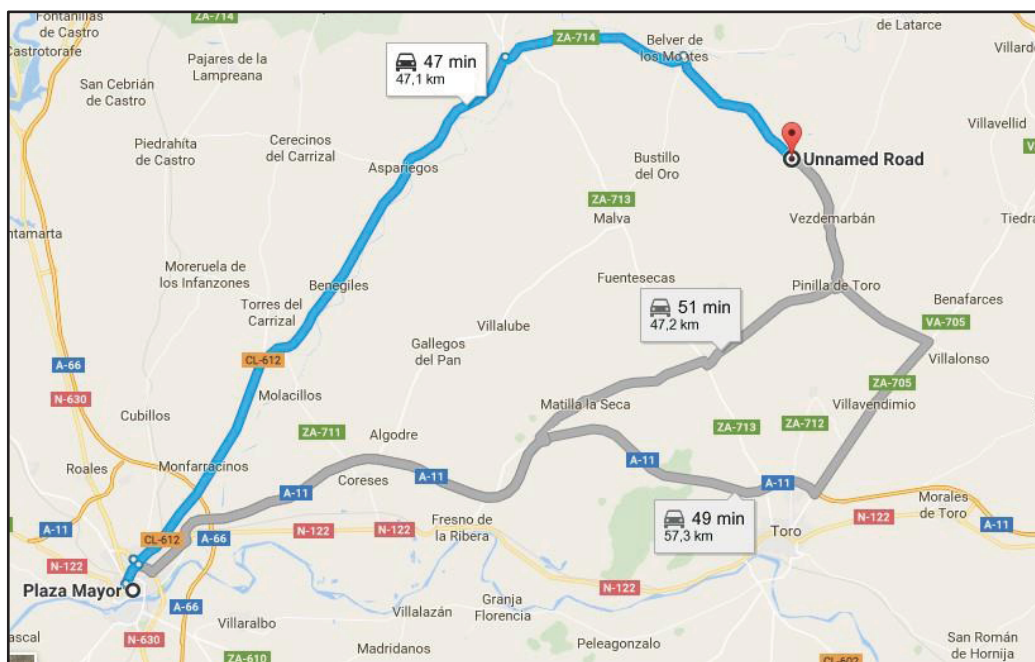 Fontanillas
de Castro
ZA-714
de Latarce
Castrotorafe
Pajares de la
Lampreana
47 min
47,1 km
ZA-714
Belver de
de los Montes
Villard
San Cebrián
de Castro
Piedrahíta
de Castro
Cerecinos
del Carrizal
Villavellid
Aspariegos
Bustillo
del Oro
Unnamed Road
ZA-713
Malva
Vezdemarbán
Tiedra
ntamarta
Moreruela de
los Infanzones
Benegiles
Fuentesecas
Pinilla de Toro
Benafarces
Torres del
Carrizal
51 min
47,2 km
Villalube
VA-705
Gallegos
del Pan
CL-612
A-66
Villalonso
N-630
Molacillos
ZA-705
Cubillos
Matilla la Seca
Villavendimio
ZA-711
Algodre
ZA-713
ZA-712
Roales
Monfarracinos
A-11
A-11
A-11
A-11
Coreses
Morales
de Toro
A-11
CL-612
A-66
N-122
N-122
Fresno de
la Ribera
49 min
57,3 km
Toro
N-122
A-11
N-122
Plaza Mayor
N-122
A-66
Villalazán
Granja
Florencia
Villaralbo
N-630
ascal
Madridanos
Peleagonzalo
San Román
de Hornija
ZA-610
CL-602